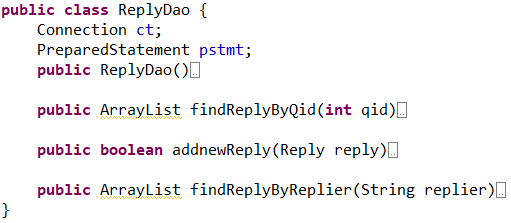 public class ReplyDao {
Connection ct;
PreparedStatement pstmt;
public ReplyDao()
public ArrayList findReplyByQid(int qid)
public boolean addnewReply(Reply reply)
public ArrayList findReplyByReplier(String replier)
}